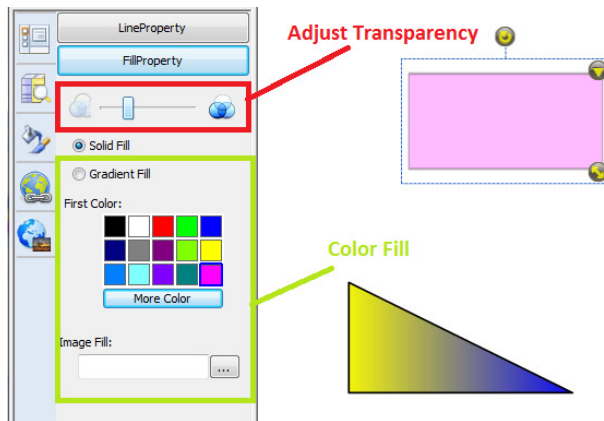 LineProperty
FillProperty
Adjust Transparency
Solid Fill
Gradient Fill
First Color:
More Color
Color Fill
Image Fill:
...